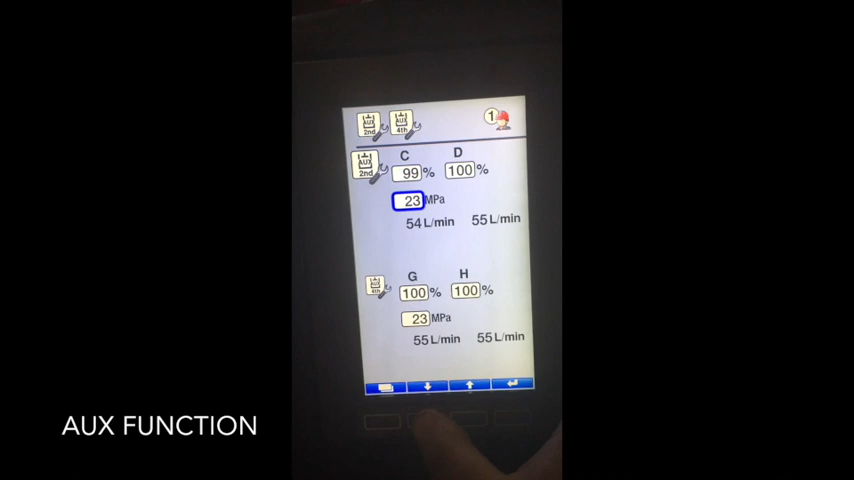 AUX 2nd AUX 4th 1
AUX 2nd C D
99 % 100 %
23 MPa
54 L/min 55 L/min
AUX 4th G H
100 % 100 %
23 MPa
55 L/min 55 L/min
AUX FUNCTION